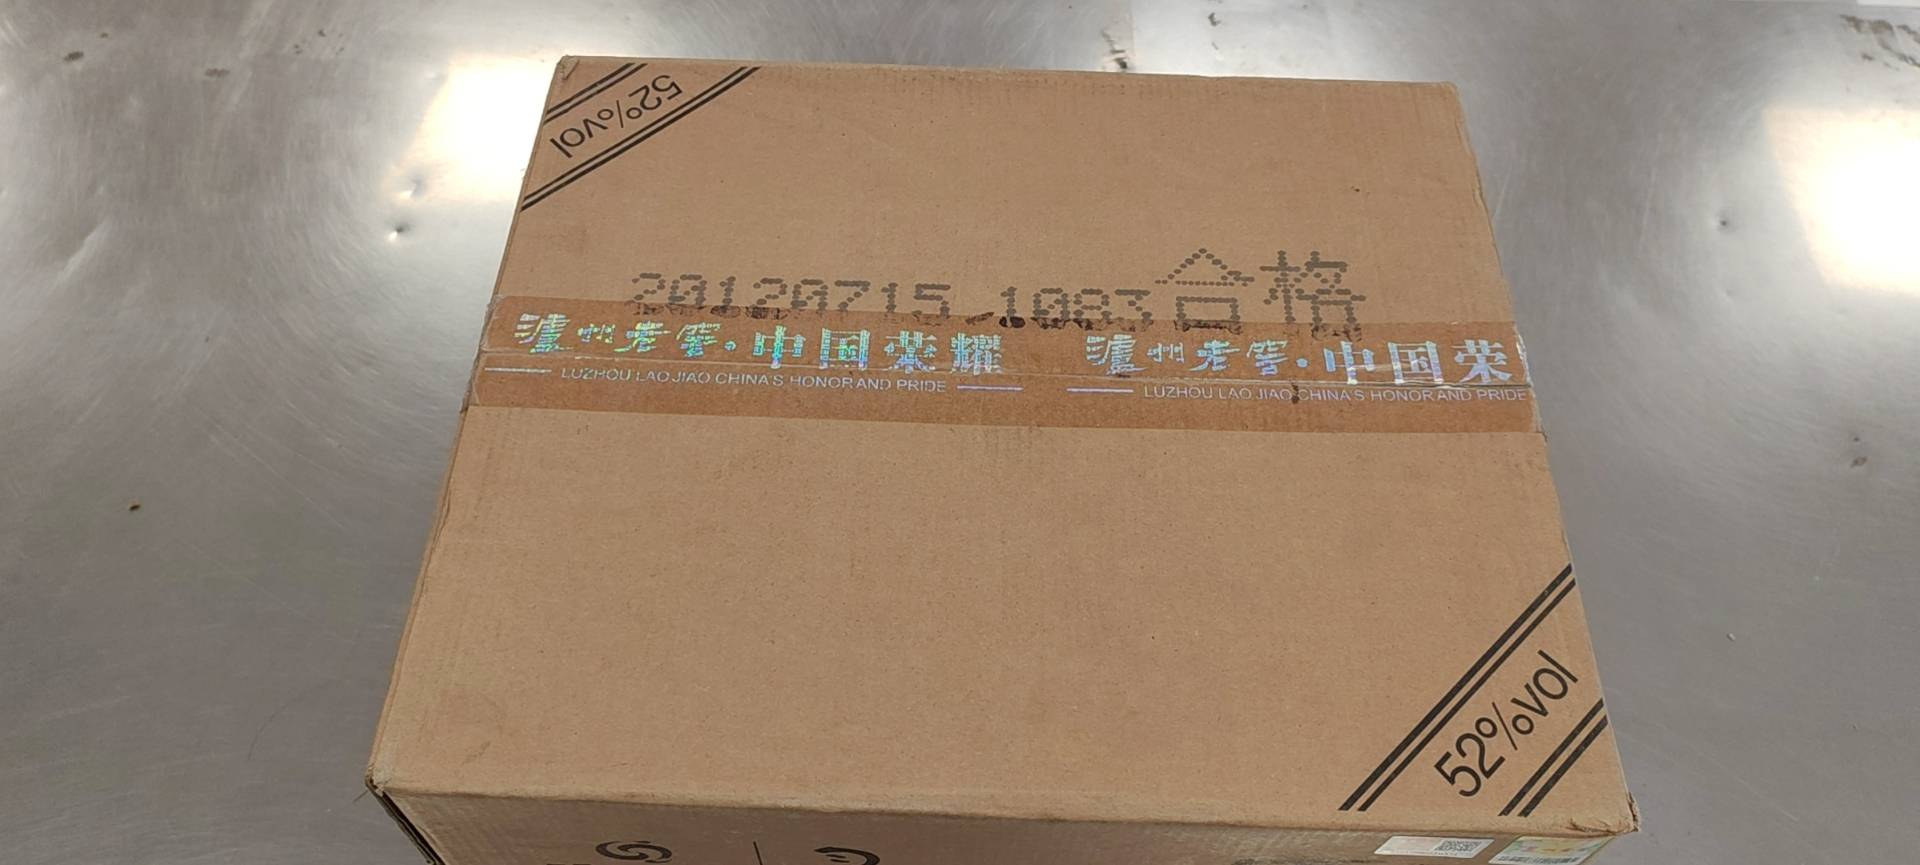 52%vol
20120715 1083合格
泸州老窖·中国荣耀 泸州老窖·中国荣
LUZHOU LAO JIAO CHINA'S HONOR AND PRIDE LUZHOU LAO JIAO CHINA'S HONOR AND PRIDE
52%vol